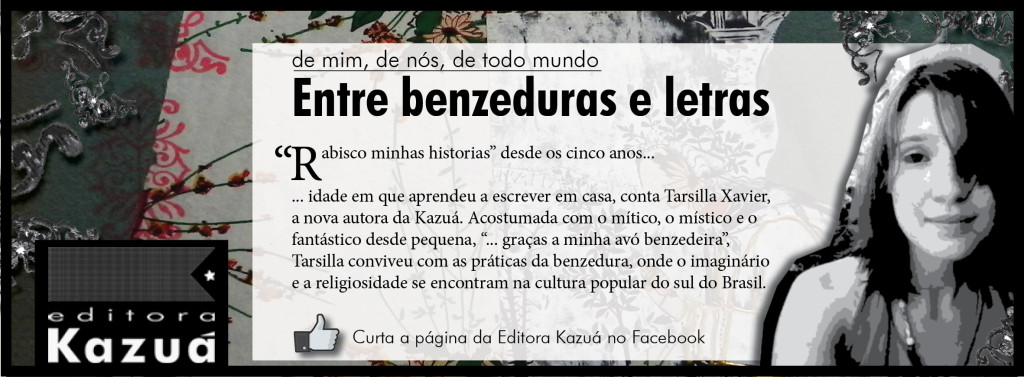 de mim, de nós, de todo mundo
Entre benzeduras e letras
“Rabisco minhas historias” desde os cinco anos...
... idade em que aprendeu a escrever em casa, conta Tarsilla Xavier,
a nova autora da Kazuá. Acostumada com o mítico, o místico e o
fantástico desde pequena, “... graças a minha avó benzedeira”,
Tarsilla conviveu com as práticas da benzedura, onde o imaginário
e a religiosidade se encontram na cultura popular do sul do Brasil.
Curta a página da Editora Kazuá no Facebook
editora
Kazuá